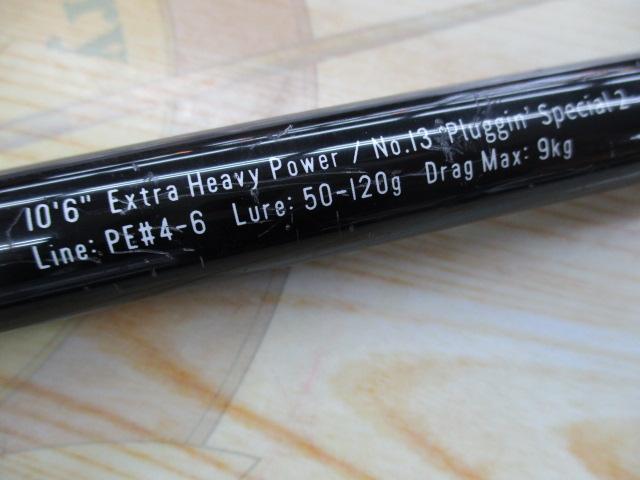 10'6" Extra Heavy Power / No.13 'Pluggin' Special 2
Line: PE#4-6 Lure: 50-120g Drag Max: 9kg